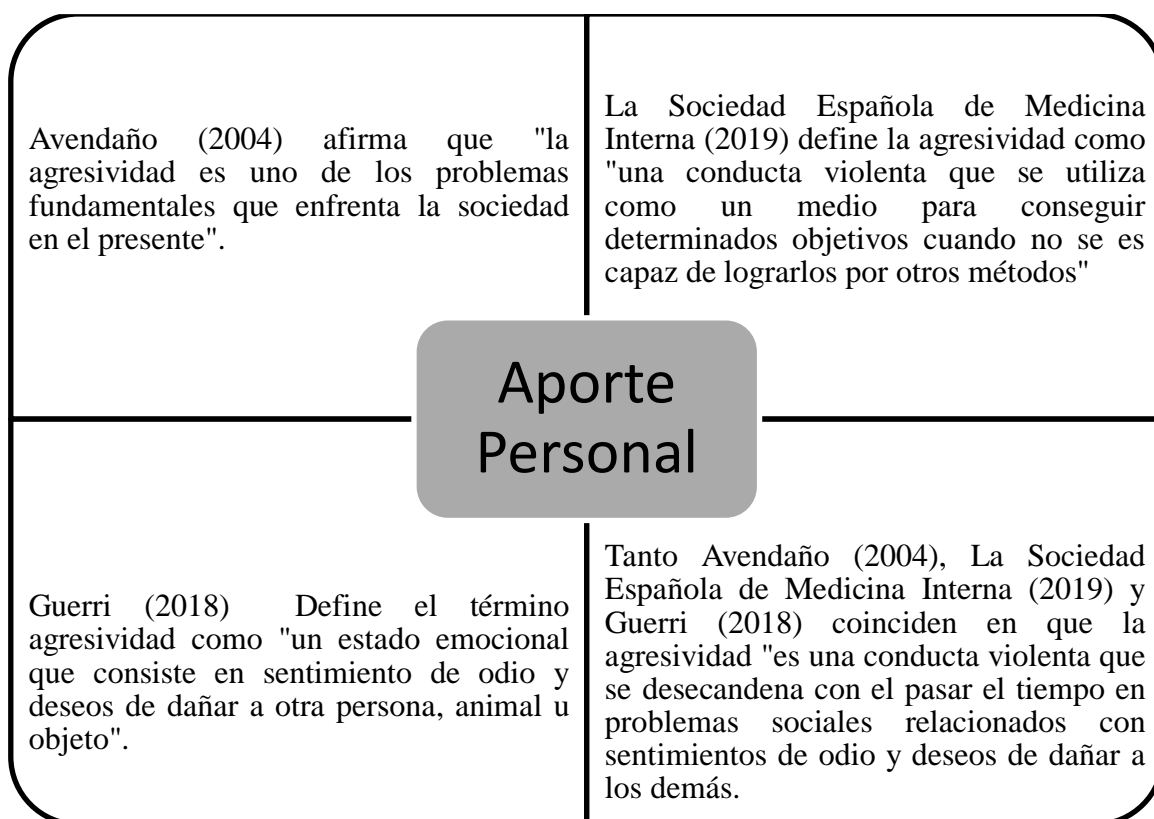 Avendaño (2004) afirma que "la
agresividad es uno de los problemas
fundamentales que enfrenta la sociedad
en el presente".
La Sociedad Española de Medicina
Interna (2019) define la agresividad como
"una conducta violenta que se utiliza
como un medio para conseguir
determinados objetivos cuando no se es
capaz de lograrlos por otros métodos"
Aporte
Personal
Guerri (2018) Define el término
agresividad como "un estado emocional
que consiste en sentimiento de odio y
deseos de dañar a otra persona, animal u
objeto".
Tanto Avendaño (2004), La Sociedad
Española de Medicina Interna (2019) y
Guerri (2018) coinciden en que la
agresividad "es una conducta violenta que
se desecandena con el pasar el tiempo en
problemas sociales relacionados con
sentimientos de odio y deseos de dañar a
los demás.